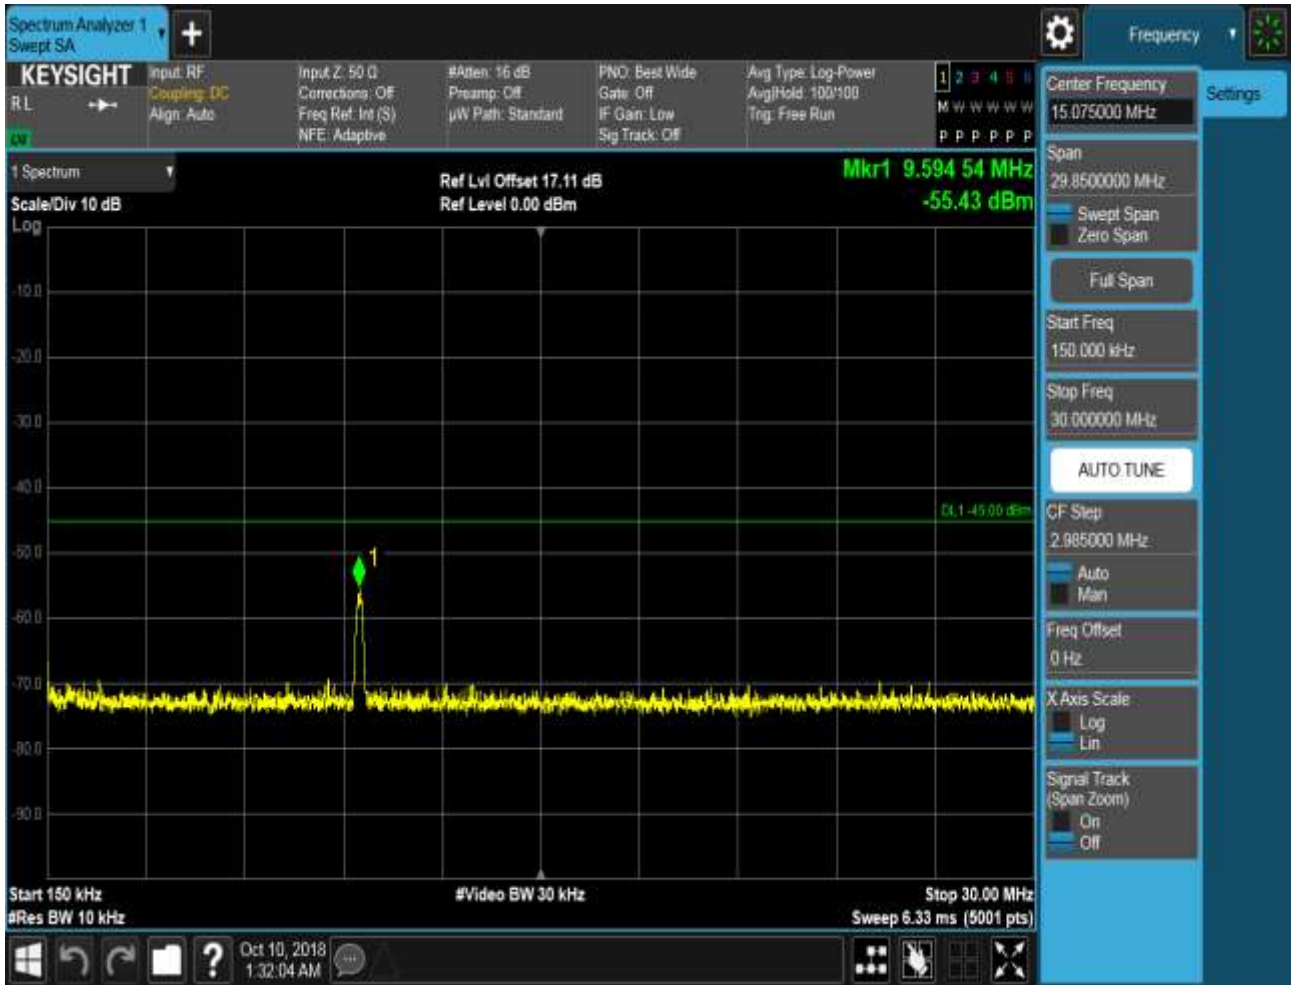 Spectrum Analyzer 1
Swept SA
Frequency
KEYSIGHT
R L
Input: RF
Coupling: DC
Align: Auto
Input Z: 50 Ω
Corrections: Off
Freq Ref: Int (S)
NFE: Adaptive
#Atten: 16 dB
Preamp: Off
µW Path: Standard
PNO: Best Wide
Gate: Off
IF Gain: Low
Sig Track: Off
Avg Type: Log-Power
Avg|Hold: 100/100
Trig: Free Run
1 2 3 4 5 6
M W W W W W
P P P P P P
1 Spectrum
Scale/Div 10 dB
Log
Ref Lvl Offset 17.11 dB
Ref Level 0.00 dBm
Mkr1 9.594 54 MHz
-55.43 dBm
-10.0
-20.0
-30.0
-40.0
DL1 -45.00 dBm
-50.0
1
-60.0
-70.0
-80.0
-90.0
Start 150 kHz
#Video BW 30 kHz
Stop 30.00 MHz
#Res BW 10 kHz
Sweep 6.33 ms (5001 pts)
Oct 10, 2018
1:32:04 AM
Center Frequency
15.075000 MHz
Settings
Span
29.8500000 MHz
Swept Span
Zero Span
Full Span
Start Freq
150.000 kHz
Stop Freq
30.000000 MHz
AUTO TUNE
CF Step
2.985000 MHz
Auto
Man
Freq Offset
0 Hz
X Axis Scale
Log
Lin
Signal Track
(Span Zoom)
On
Off